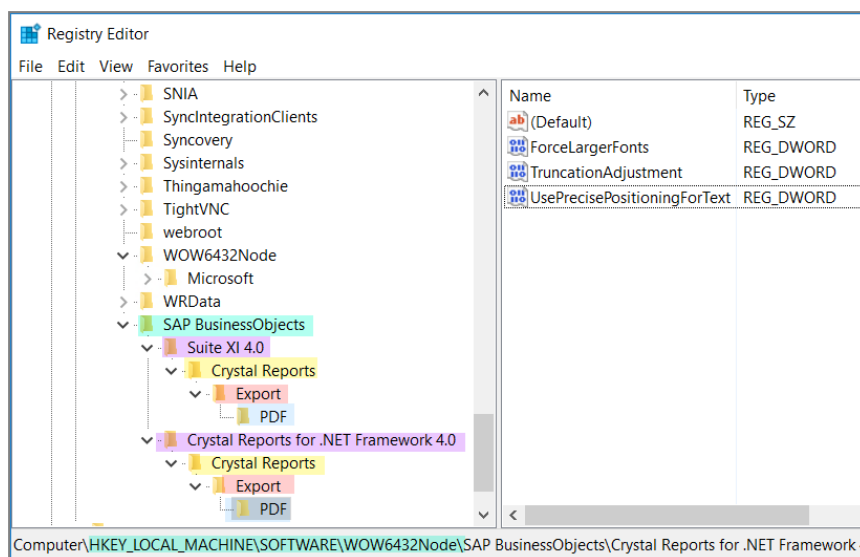 Registry Editor
File Edit View Favorites Help
SNIA
SyncIntegrationClients
Syncovery
Sysinternals
Thingamahoochie
TightVNC
webroot
WOW6432Node
Microsoft
WRData
SAP BusinessObjects
Suite XI 4.0
Crystal Reports
Export
PDF
Crystal Reports for .NET Framework 4.0
Crystal Reports
Export
PDF
Name Type
ab (Default) REG_SZ
ForceLargerFonts REG_DWORD
TruncationAdjustment REG_DWORD
UsePrecisePositioningForText REG_DWORD
Computer\HKEY_LOCAL_MACHINE\SOFTWARE\WOW6432Node\SAP BusinessObjects\Crystal Reports for .NET Framework